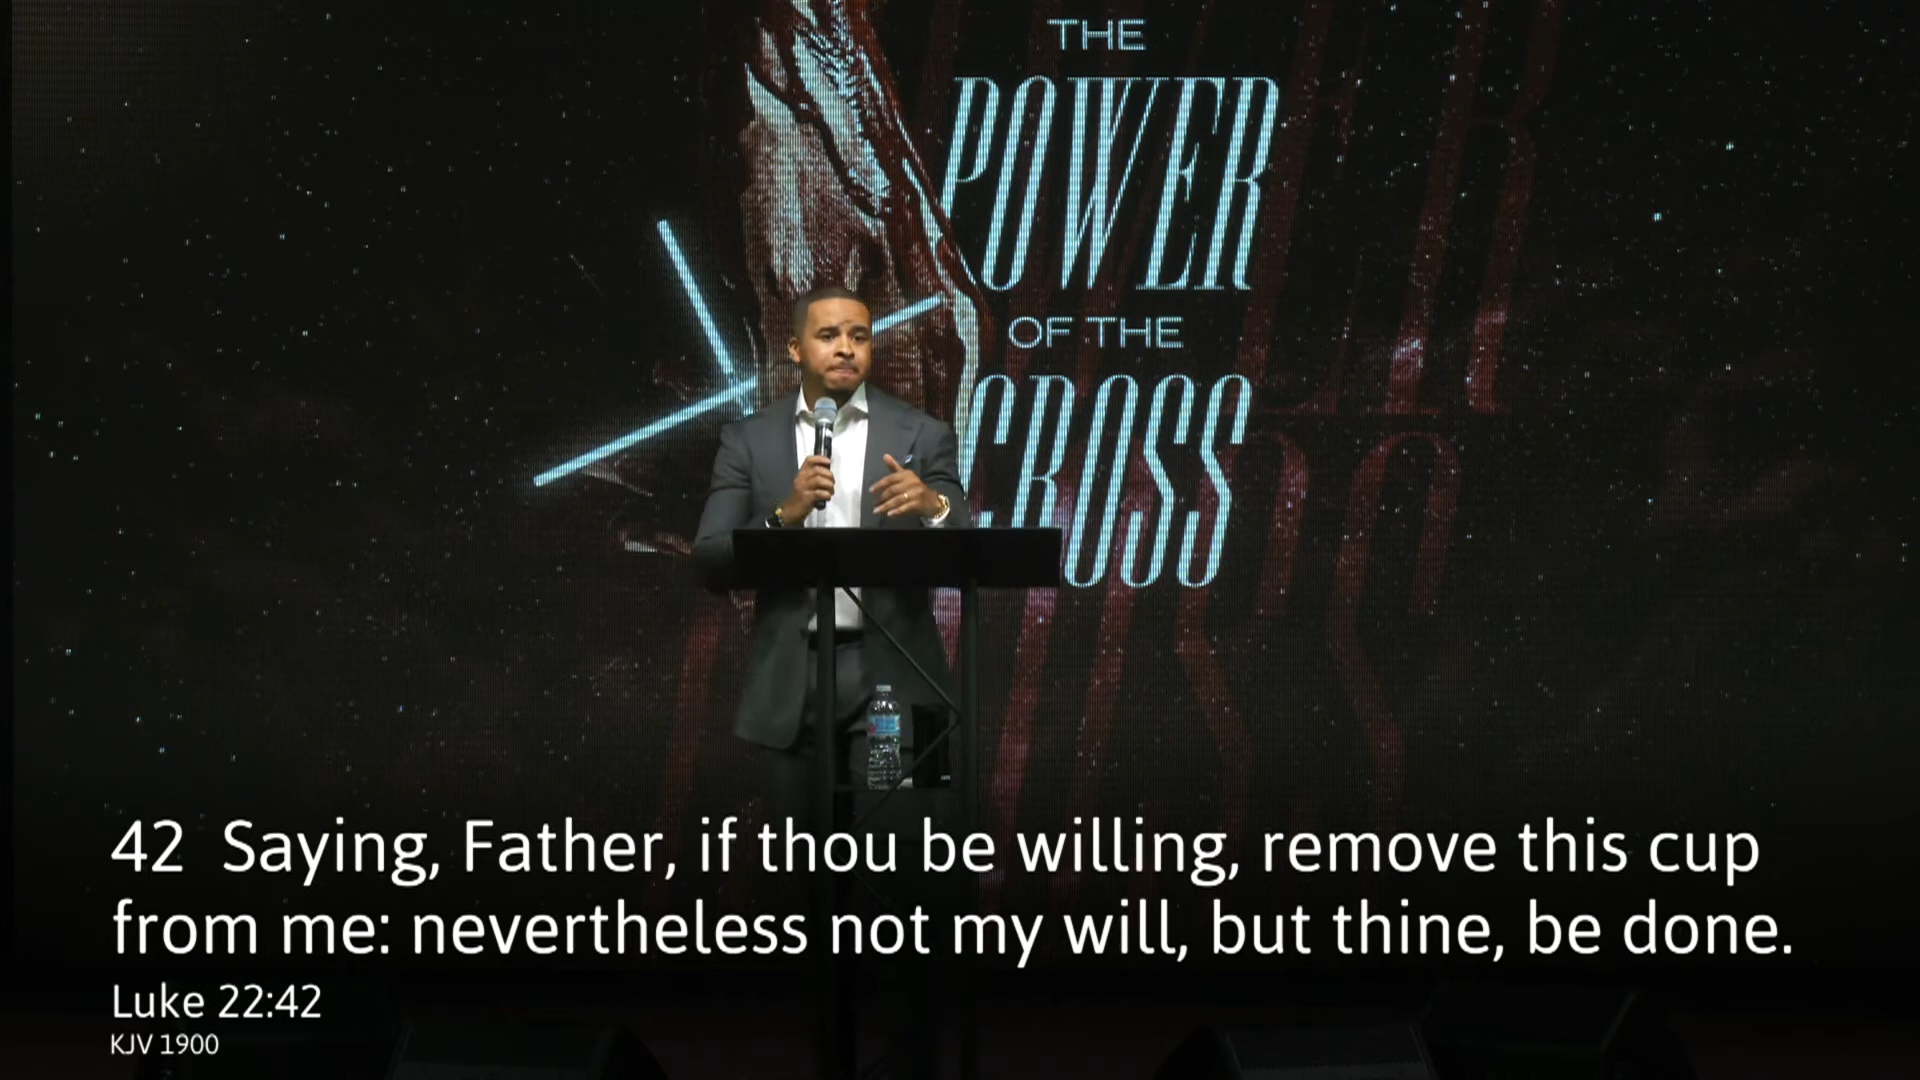 THE
POWER
OF THE
CROSS
42 Saying, Father, if thou be willing, remove this cup
from me: nevertheless not my will, but thine, be done.
Luke 22:42
KJV 1900